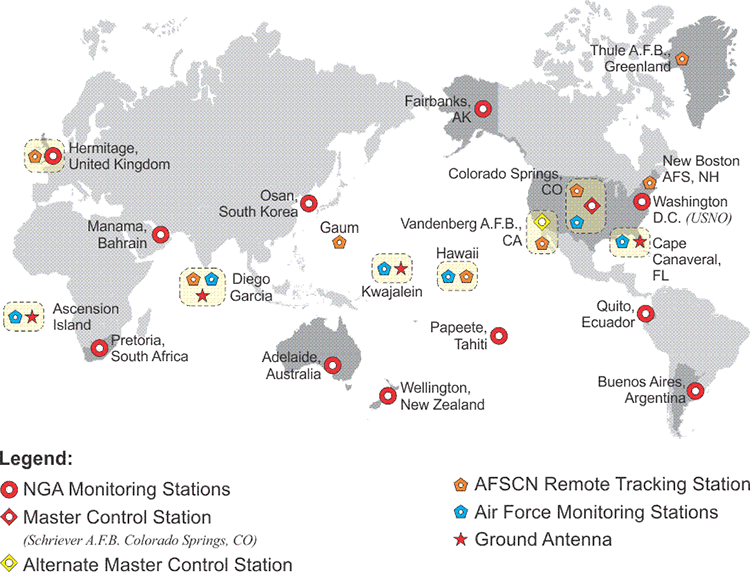 Thule A.F.B.,
Greenland
Fairbanks,
AK
Hermitage,
United Kingdom
New Boston
AFS, NH
Colorado Springs,
CO
Osan,
South Korea
Washington
D.C. (USNO)
Manama,
Bahrain
Gaum
Vandenberg A.F.B.,
CA
Hawaii
Cape
Canaveral,
FL
Diego
Garcia
Kwajalein
Ascension
Island
Quito,
Ecuador
Pretoria,
South Africa
Papeete,
Tahiti
Adelaide,
Australia
Wellington,
New Zealand
Buenos Aires,
Argentina
Legend:
NGA Monitoring Stations
Master Control Station
(Schriever A.F.B. Colorado Springs, CO)
Alternate Master Control Station
AFSCN Remote Tracking Station
Air Force Monitoring Stations
Ground Antenna